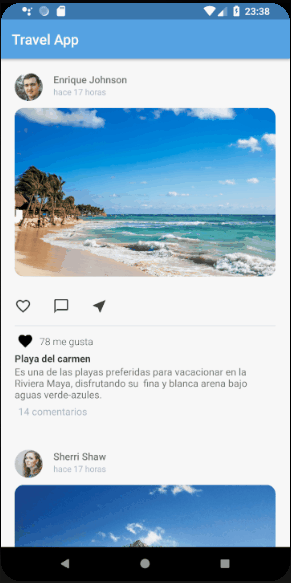 23:38
Travel App
Enrique Johnson
hace 17 horas
78 me gusta
Playa del carmen
Es una de las playas preferidas para vacacionar en la
Riviera Maya, disfrutando su  fina y blanca arena bajo
aguas verde-azules.
14 comentarios
Sherri Shaw
hace 17 horas